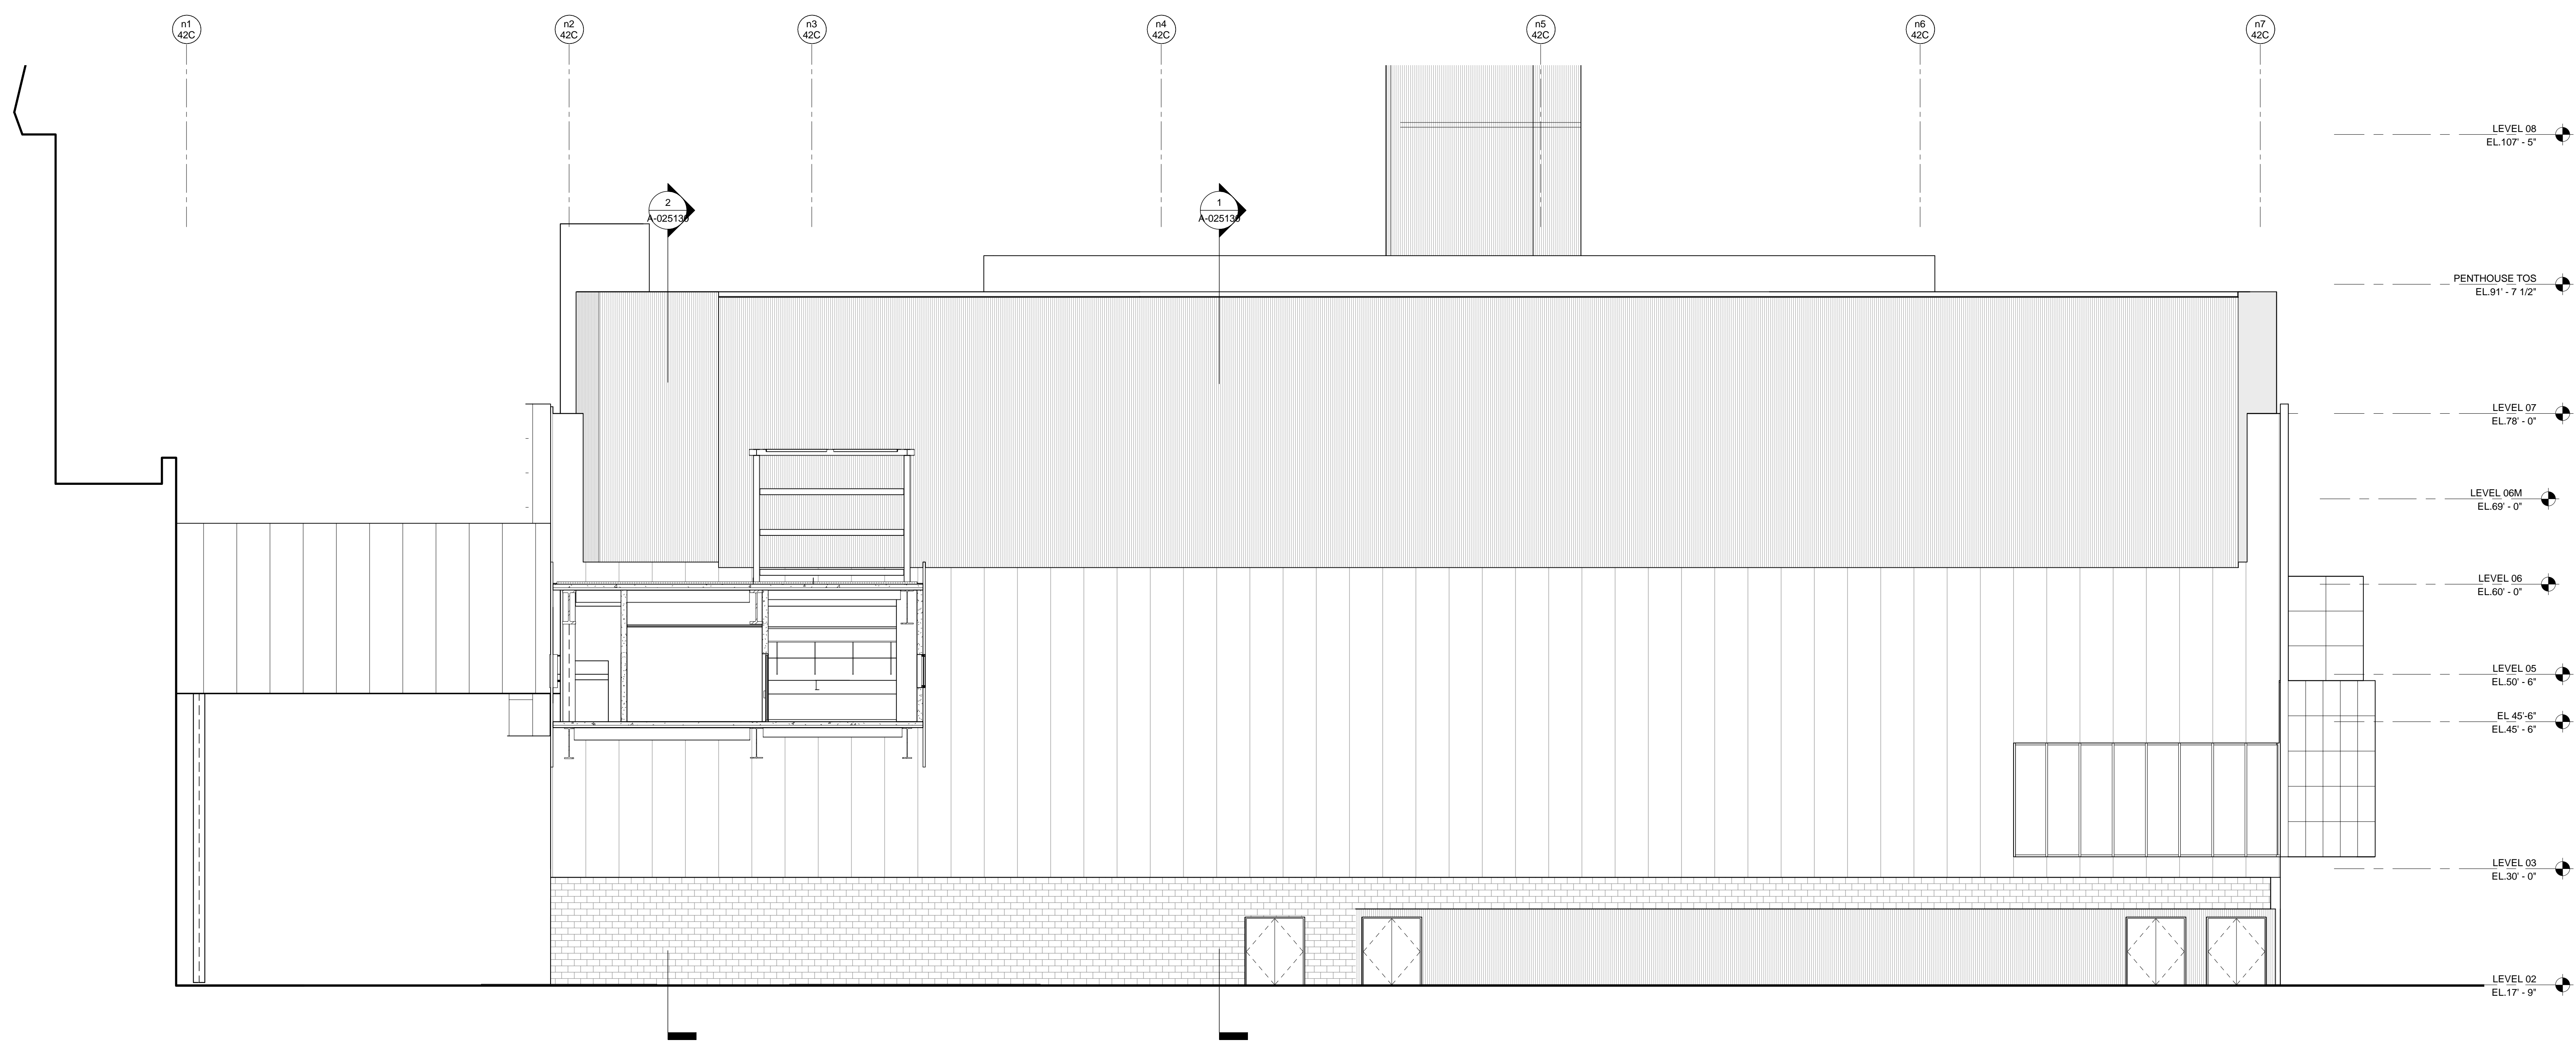 n1
42C
n2
42C
n3
42C
n4
42C
n5
42C
n6
42C
n7
42C
LEVEL 08
EL.107' - 5"
2
A-025130
1
A-025130
PENTHOUSE TOS
EL.91' - 7 1/2"
LEVEL 07
EL.78' - 0"
LEVEL 06M
EL.69' - 0"
LEVEL 06
EL.60' - 0"
LEVEL 05
EL.50' - 6"
EL 45'-6"
EL.45' - 6"
LEVEL 03
EL.30' - 0"
LEVEL 02
EL.17' - 9"